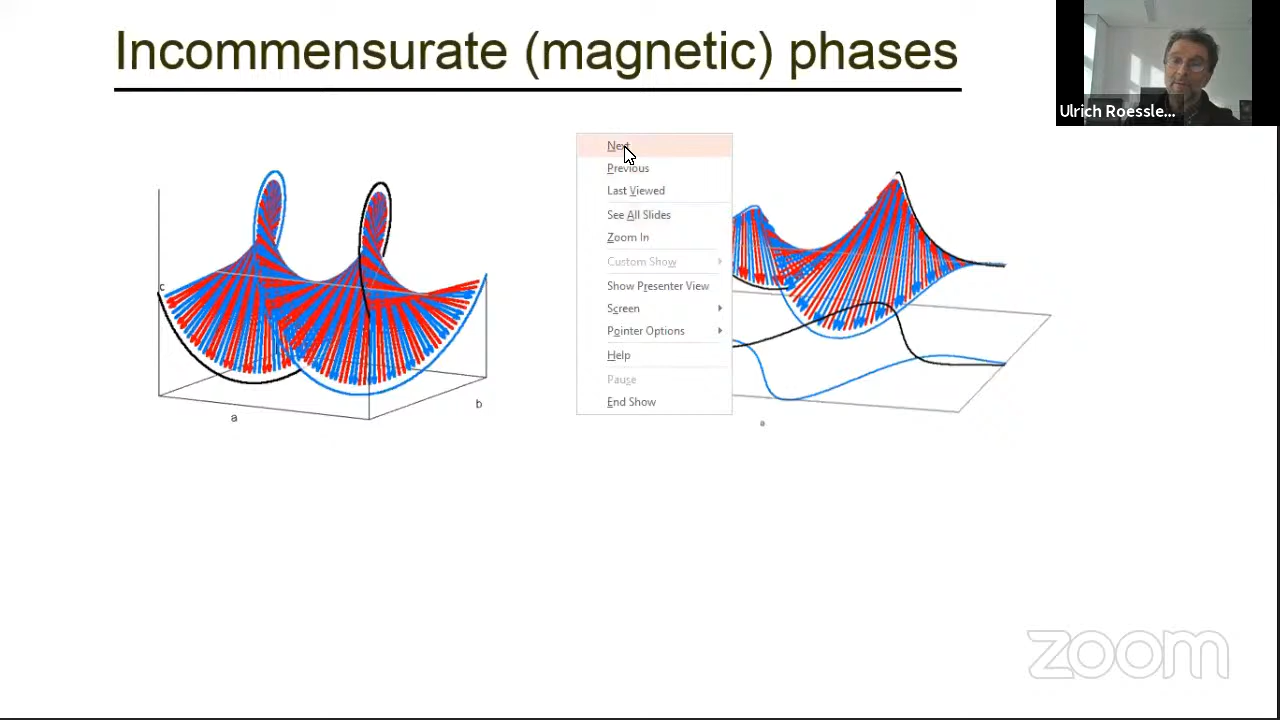 Incommensurate (magnetic) phases
Ulrich Roessle...
Next
Previous
Last Viewed
See All Slides
Zoom In
Custom Show
Show Presenter View
Screen
Pointer Options
Help
Pause
End Show
c
a
b
a
zoom